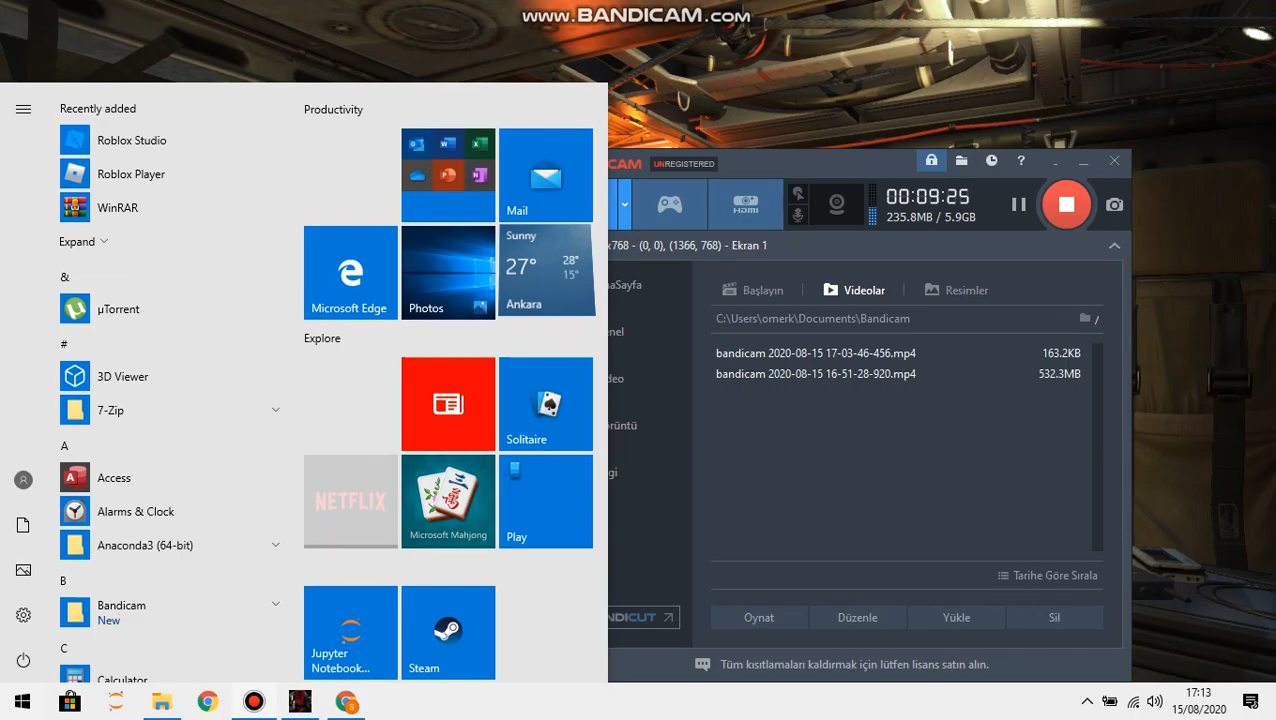 www.BANDICAM.com
Recently added
Roblox Studio
Roblox Player
WinRAR
Expand
&
µTorrent
#
3D Viewer
7-Zip
A
Access
Alarms & Clock
Anaconda3 (64-bit)
B
Bandicam
New
C
Calculator
Productivity
Mail
Microsoft Edge
Photos
Sunny
27°
28°
15°
Ankara
Explore
Solitaire
NETFLIX
Microsoft Mahjong
Play
Jupyter
Notebook...
Steam
CAM UNREGISTERED
HDMI
00:09:25
235.8MB / 5.9GB
x768 - (0, 0), (1366, 768) - Ekran 1
naSayfa
nel
deo
rüntü
gi
Başlayın
Videolar
Resimler
C:\Users\omerk\Documents\Bandicam
/
bandicam 2020-08-15 17-03-46-456.mp4 163.2KB
bandicam 2020-08-15 16-51-28-920.mp4 532.3MB
Tarihe Göre Sırala
NDICUT
Oynat
Düzenle
Yükle
Sil
Tüm kısıtlamaları kaldırmak için lütfen lisans satın alın.
17:13
15/08/2020